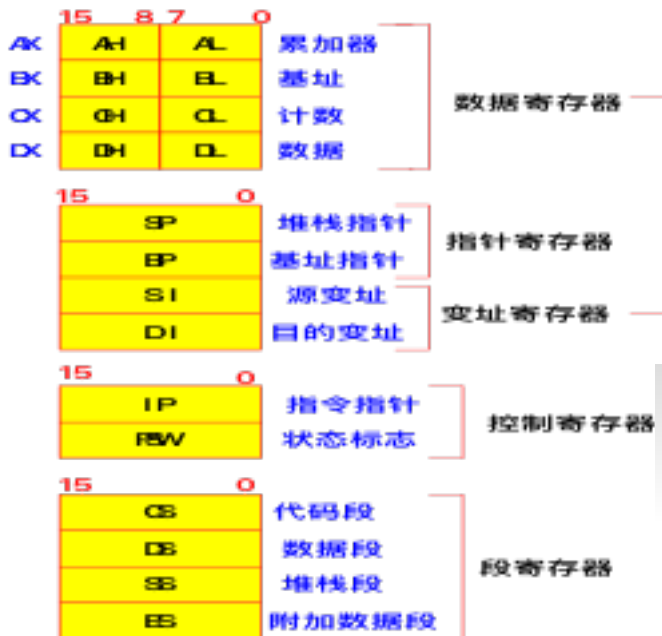 15 8 7 0
AX AH AL 累加器
BX BH BL 基址
CX CH CL 计数
DX DH DL 数据
数据寄存器
15 0
SP 堆栈指针
BP 基址指针
指针寄存器
SI 源变址
DI 目的变址
变址寄存器
15 0
IP 指令指针
PSW 状态标志
控制寄存器
15 0
CS 代码段
DS 数据段
SS 堆栈段
ES 附加数据段
段寄存器